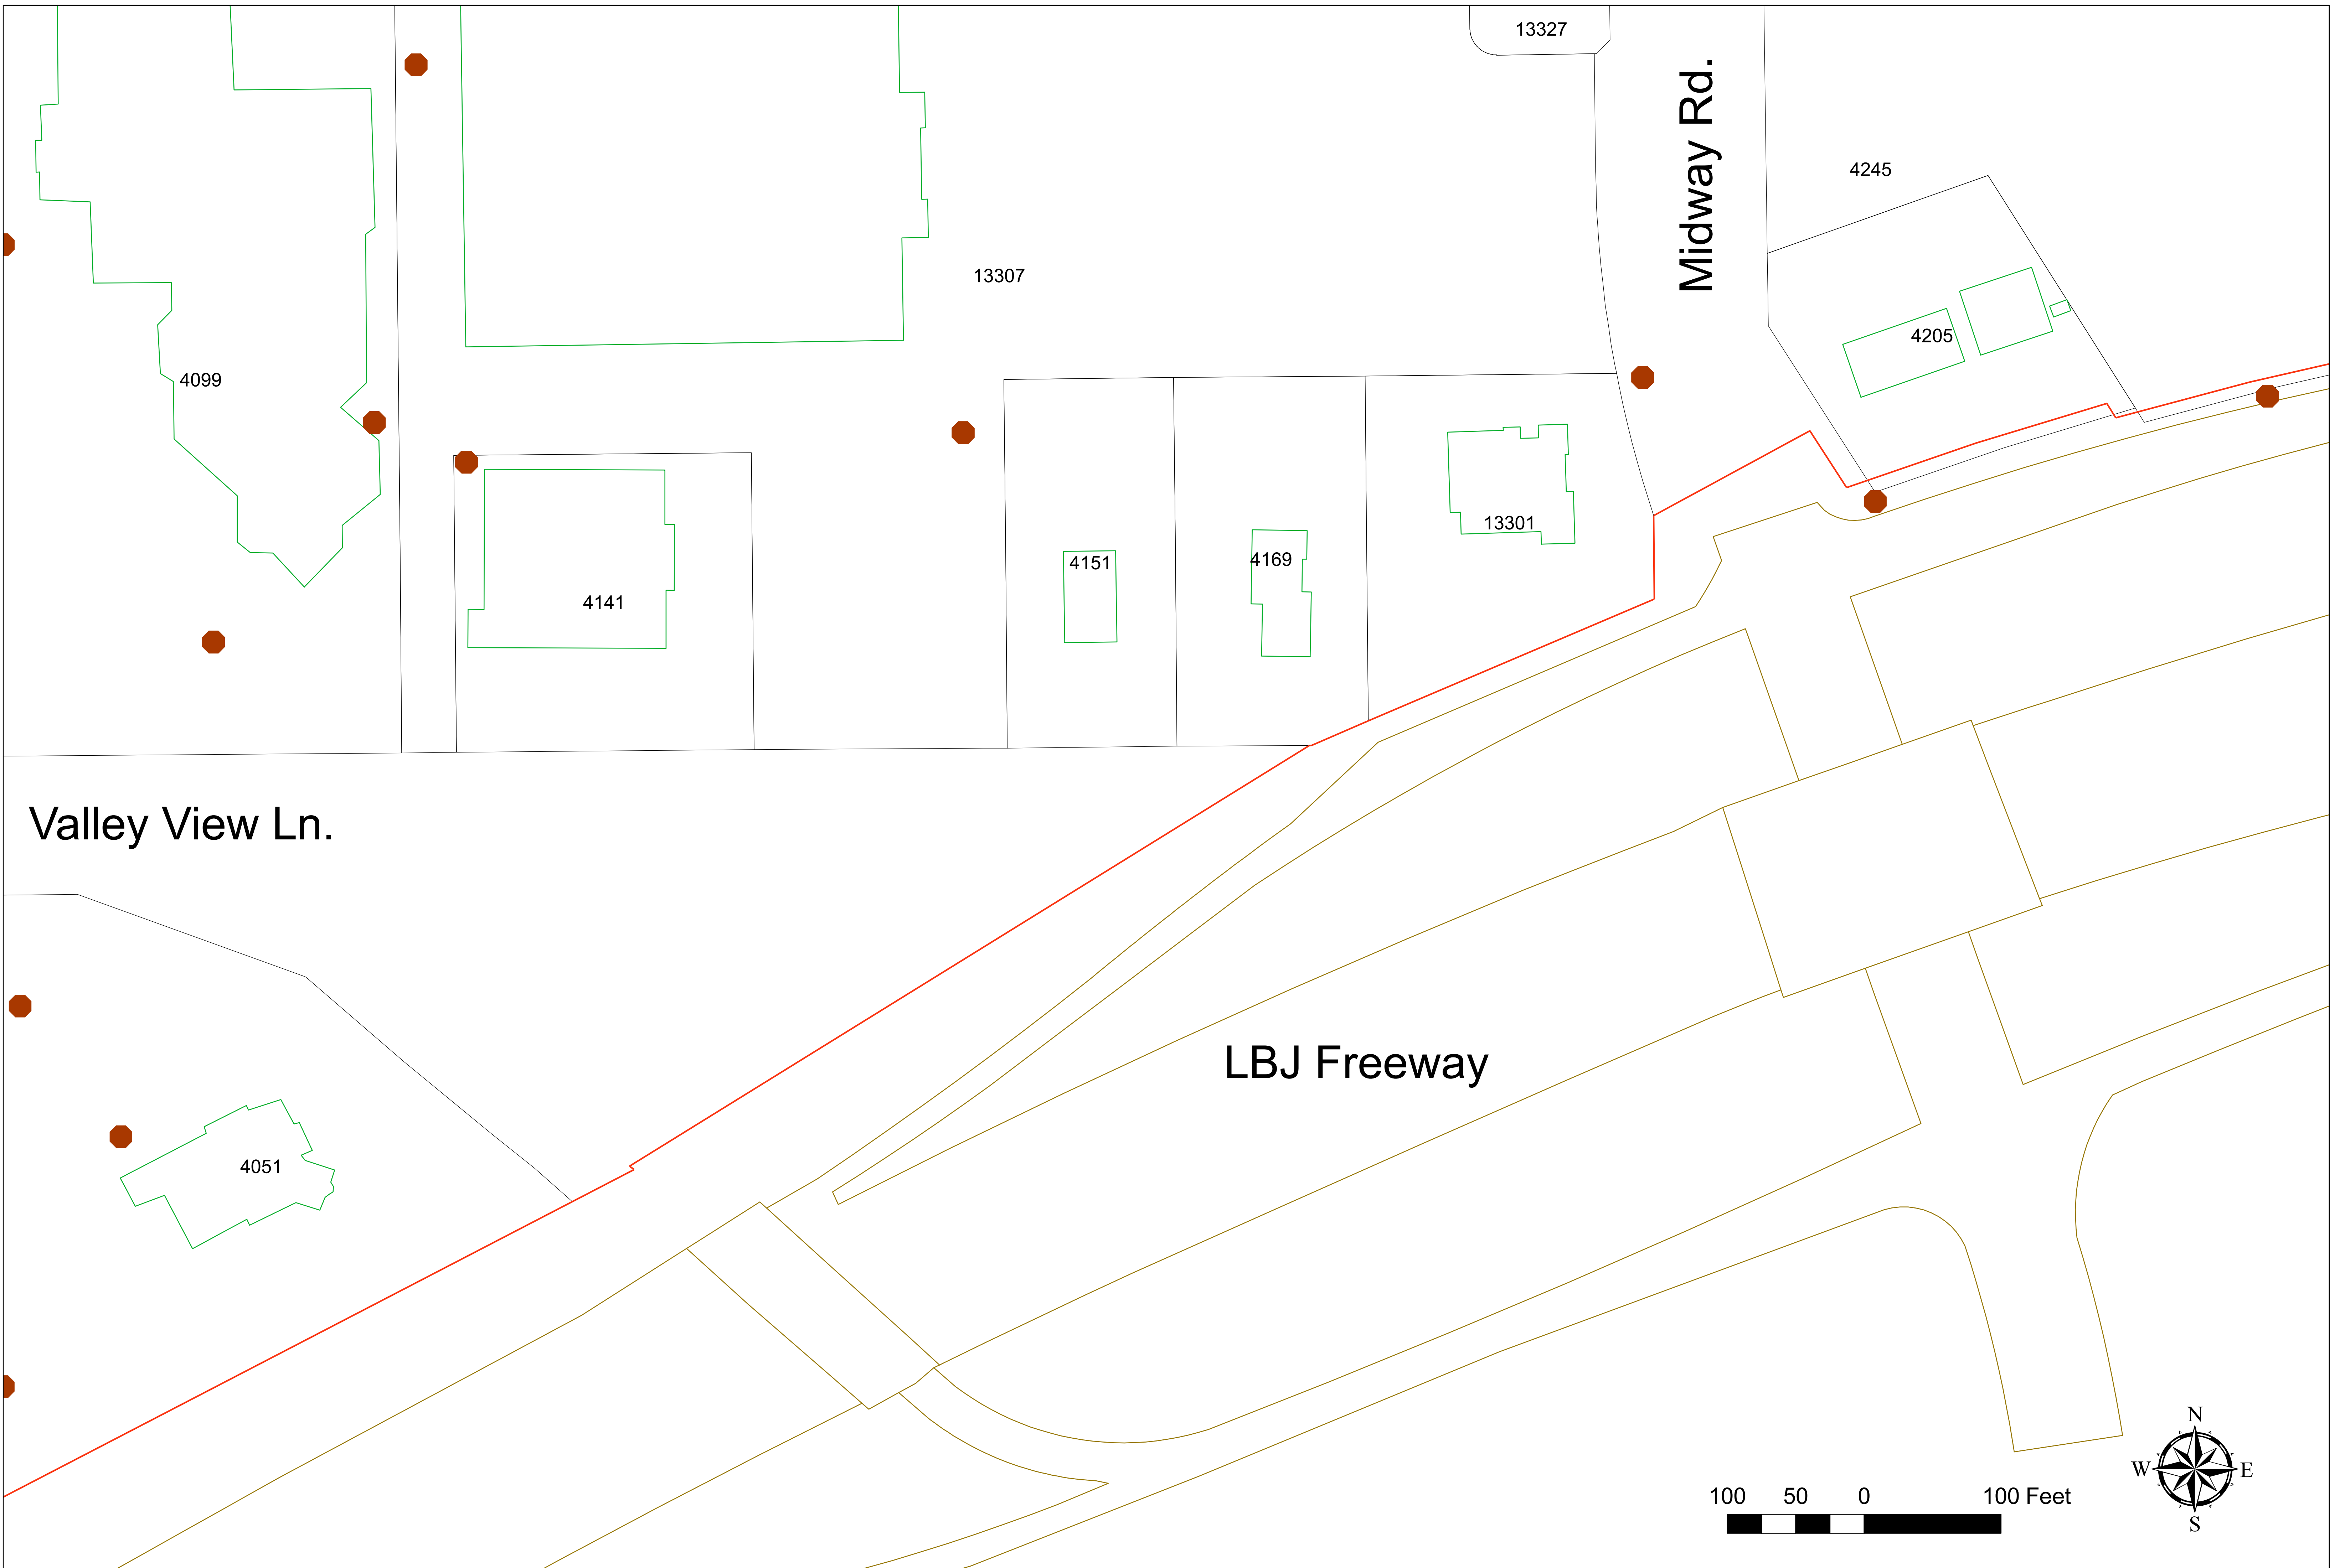 13327
Midway Rd.
4245
13307
4205
4099
13301
4151
4169
4141
Valley View Ln.
LBJ Freeway
4051
N
W
E
S
100 50 0 100 Feet